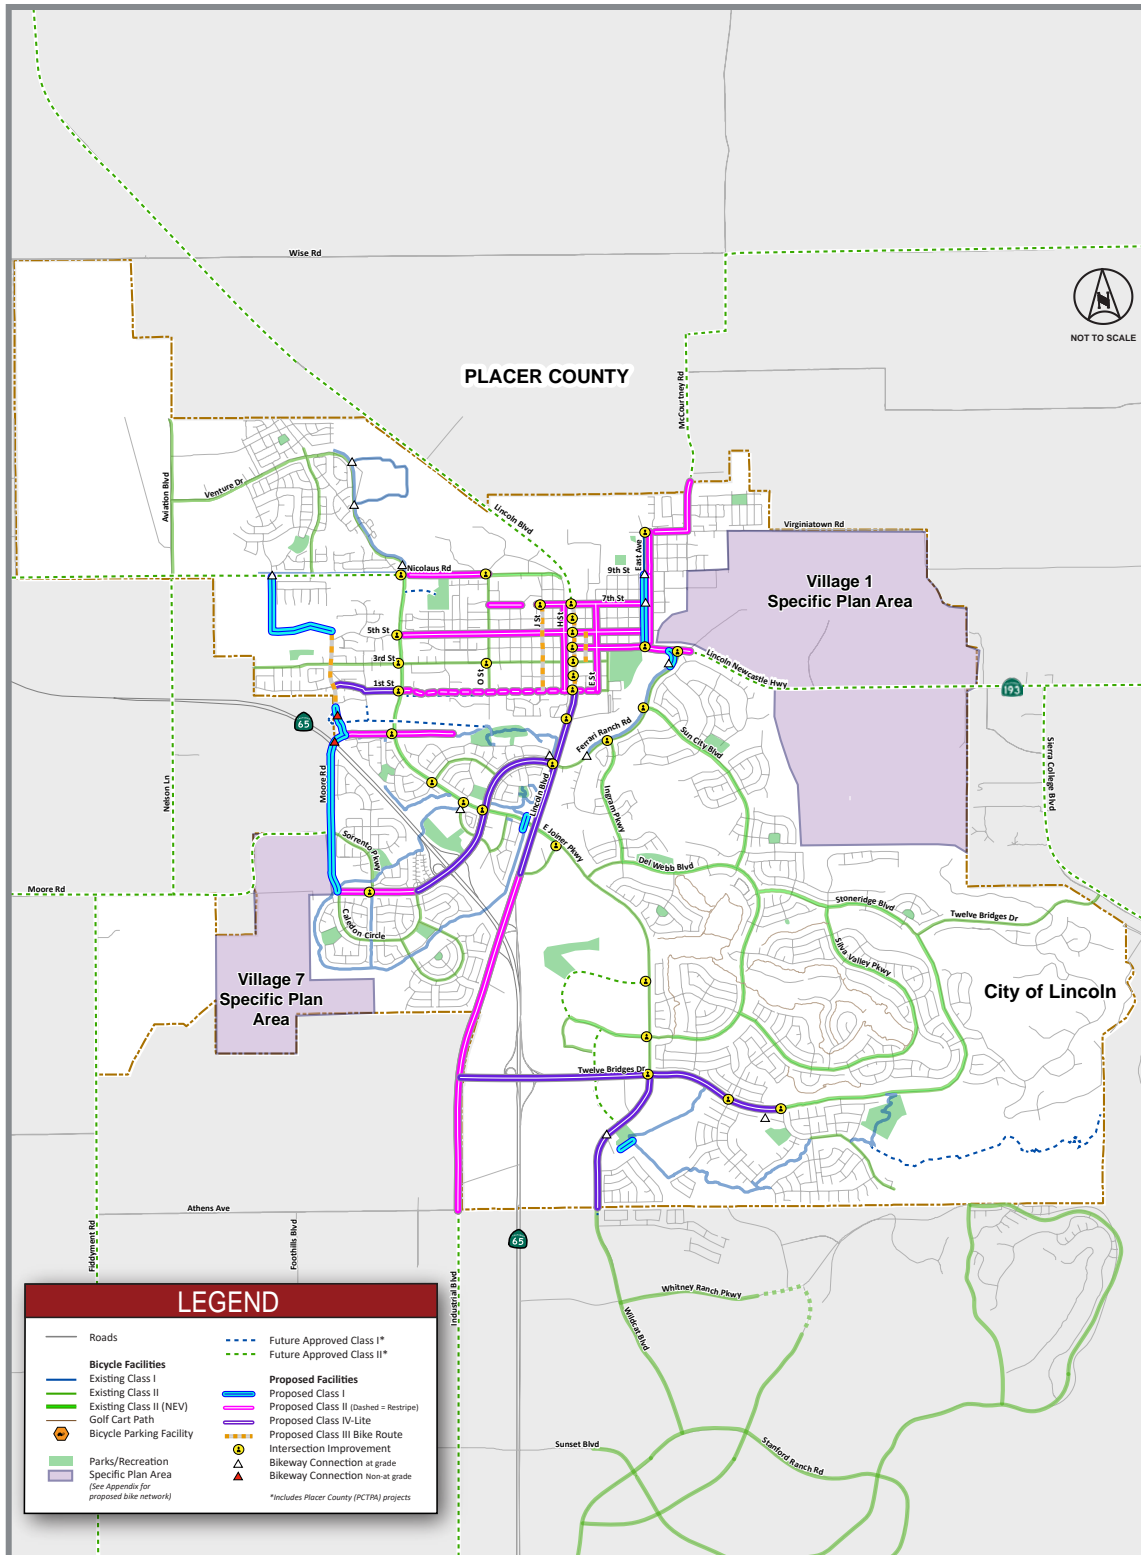 Wise Rd
N
NOT TO SCALE
PLACER COUNTY
McCourtney Rd
Aviation Blvd
Venture Dr
Lincoln Blvd
Virginiatown Rd
East Ave
Nicolaus Rd
9th St
Village 1
Specific Plan Area
7th St
J St
H St
5th St
3rd St
O St
E St
Lincoln Newcastle Hwy
193
1st St
65
Ferrari Ranch Rd
Sun City Blvd
Sierra College Blvd
Nelson Ln
Moore Rd
Lincoln Blvd
Ingram Pkwy
Sorrento Pkwy
E Joiner Pkwy
Del Webb Blvd
Moore Rd
Stoneridge Blvd
Twelve Bridges Dr
Caledon Circle
Silva Valley Pkwy
Village 7
Specific Plan
Area
City of Lincoln
Twelve Bridges Dr
Athens Ave
Fiddyment Rd
Foothills Blvd
65
Industrial Blvd
Whitney Ranch Pkwy
Wildcat Blvd
Sunset Blvd
Stanford Ranch Rd
LEGEND
Roads
Bicycle Facilities
Existing Class I
Existing Class II
Existing Class II (NEV)
Golf Cart Path
Bicycle Parking Facility
Parks/Recreation
Specific Plan Area
(See Appendix for
proposed bike network)
Future Approved Class I*
Future Approved Class II*
Proposed Facilities
Proposed Class I
Proposed Class II (Dashed = Restripe)
Proposed Class IV-Lite
Proposed Class III Bike Route
Intersection Improvement
Bikeway Connection at grade
Bikeway Connection Non-at grade
*Includes Placer County (PCTPA) projects